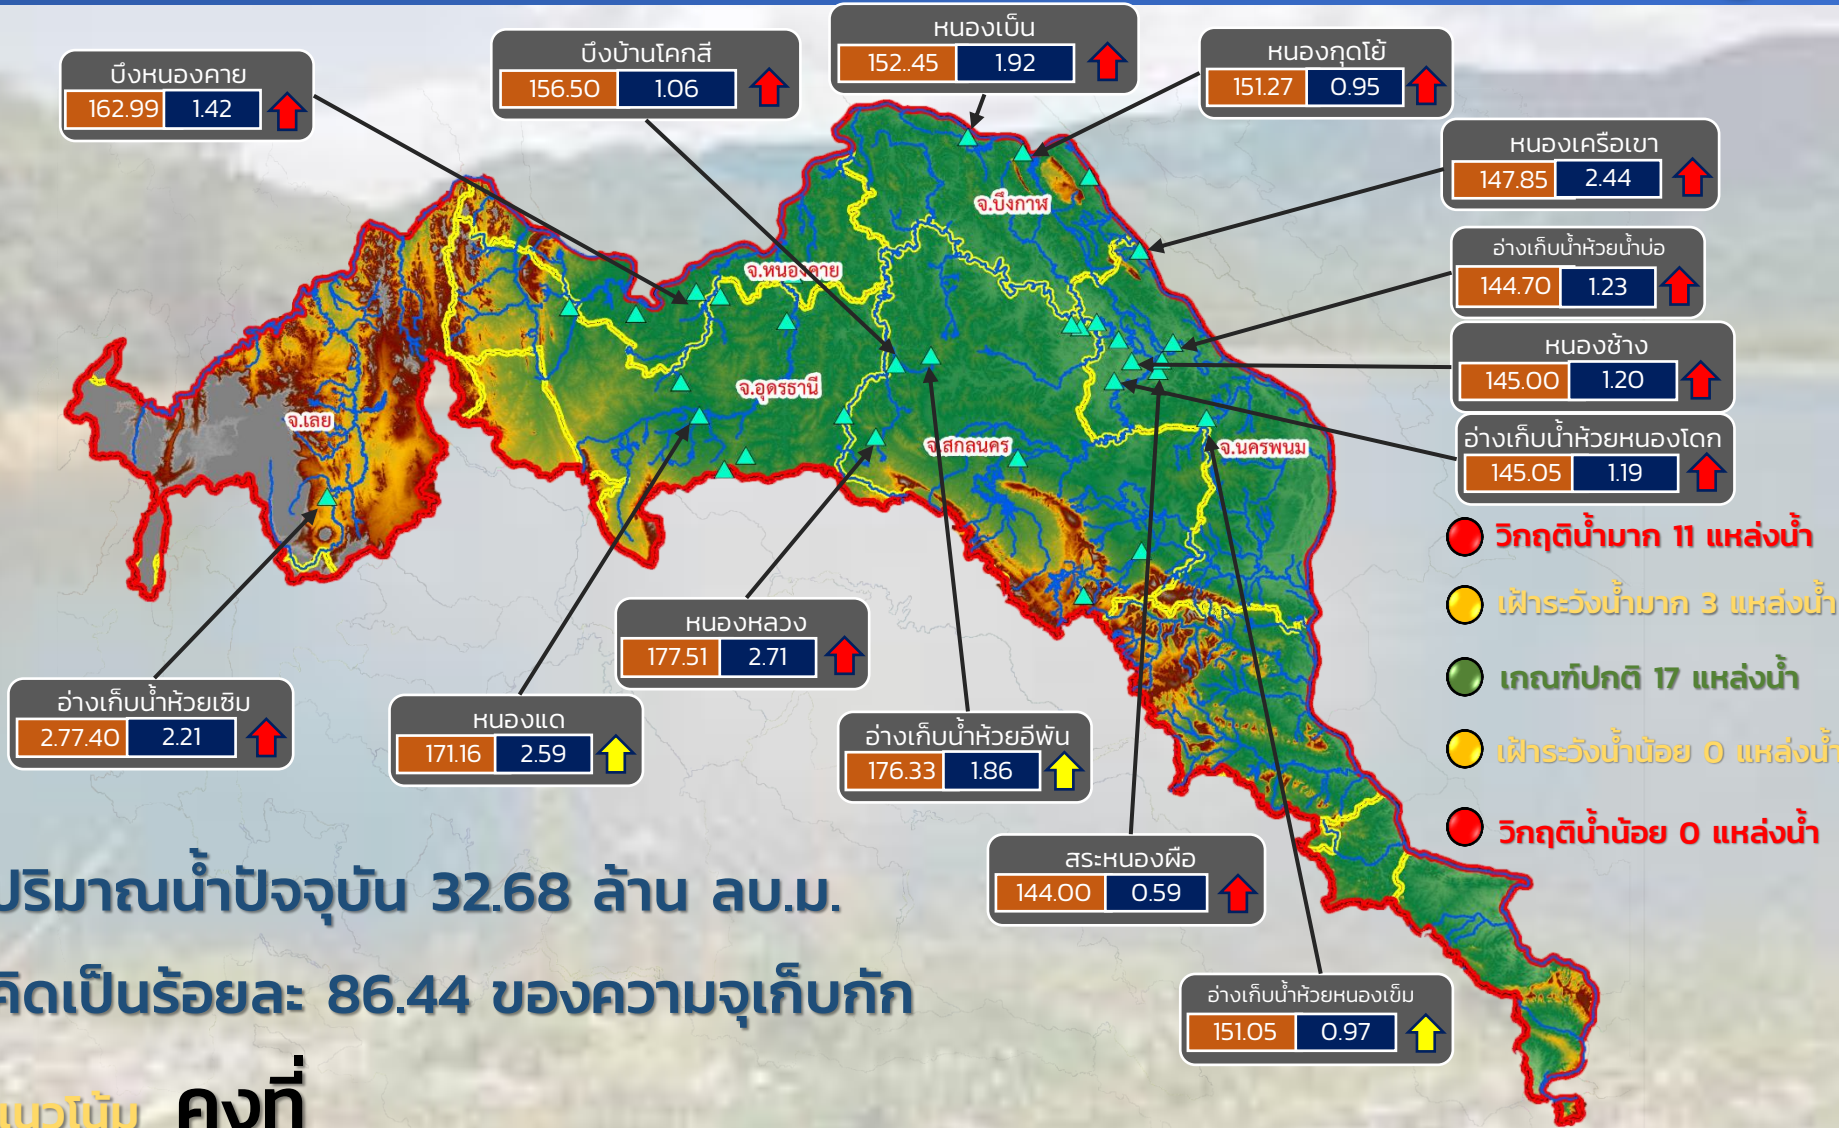 หนองเบ็น
152..45 1.92
บึงบ้านโคกสี
156.50 1.06
หนองกุดโย้
151.27 0.95
บึงหนองคาย
162.99 1.42
หนองเครือเขา
147.85 2.44
จ.บึงกาฬ
อ่างเก็บน้ำห้วยน้ำบ่อ
144.70 1.23
จ.หนองคาย
หนองช้าง
145.00 1.20
จ.อุดรธานี
จ.เลย
จ.สกลนคร
จ.นครพนม
อ่างเก็บน้ำห้วยหนองโดก
145.05 1.19
วิกฤติน้ำมาก 11 แหล่งน้ำ
เฝ้าระวังน้ำมาก 3 แหล่งน้ำ
เกณฑ์ปกติ 17 แหล่งน้ำ
เฝ้าระวังน้ำน้อย 0 แหล่งน้ำ
วิกฤติน้ำน้อย 0 แหล่งน้ำ
หนองหลวง
177.51 2.71
อ่างเก็บน้ำห้วยเซิม
2.77.40 2.21
หนองแด
171.16 2.59
อ่างเก็บน้ำห้วยอีพัน
176.33 1.86
สระหนองผือ
144.00 0.59
อ่างเก็บน้ำห้วยหนองเข็ม
151.05 0.97
ปริมาณน้ำปัจจุบัน 32.68 ล้าน ลบ.ม.
คิดเป็นร้อยละ 86.44 ของความจุเก็บกัก
แนวโน้ม คงที่